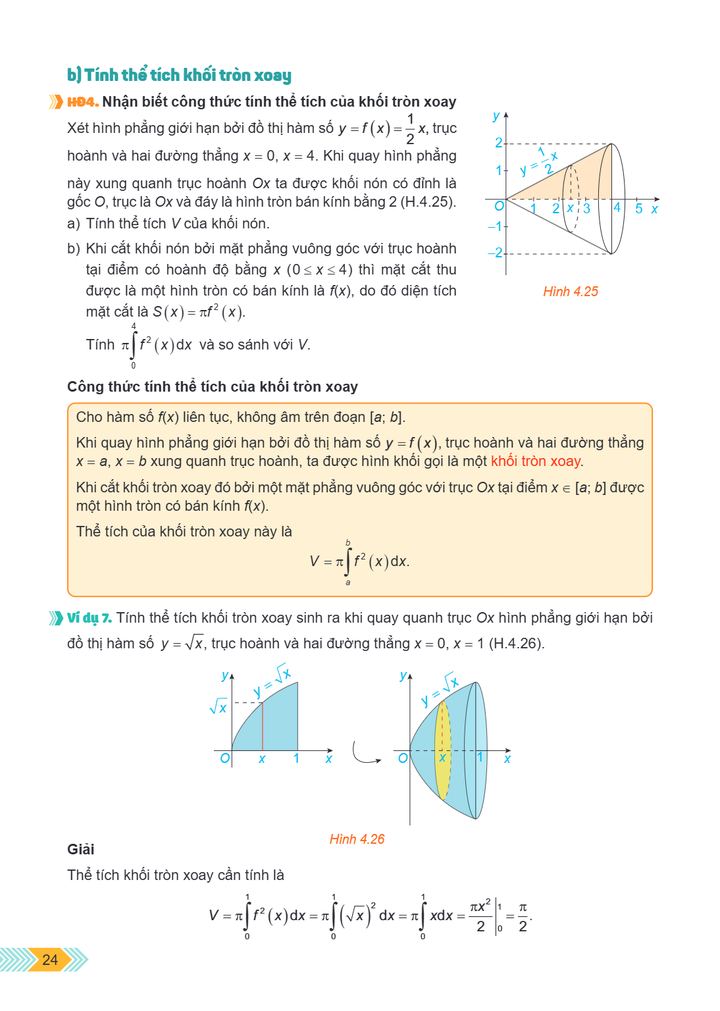 b) Tính thể tích khối tròn xoay
HĐ4. Nhận biết công thức tính thể tích của khối tròn xoay
Xét hình phẳng giới hạn bởi đồ thị hàm số y = f(x) = 1/2 x, trục
hoành và hai đường thẳng x = 0, x = 4. Khi quay hình phẳng
này xung quanh trục hoành Ox ta được khối nón có đỉnh là
gốc O, trục là Ox và đáy là hình tròn bán kính bằng 2 (H.4.25).
a) Tính thể tích V của khối nón.
b) Khi cắt khối nón bởi mặt phẳng vuông góc với trục hoành
tại điểm có hoành độ bằng x (0 ≤ x ≤ 4) thì mặt cắt thu
được là một hình tròn có bán kính là f(x), do đó diện tích
mặt cắt là S(x) = πf²(x).
Tính π∫₀⁴ f²(x)dx và so sánh với V.
y
2
1
y = 1/2 x
O 1 2 x 3 4 5 x
–1
–2
Hình 4.25
Công thức tính thể tích của khối tròn xoay
Cho hàm số f(x) liên tục, không âm trên đoạn [a; b].
Khi quay hình phẳng giới hạn bởi đồ thị hàm số y = f(x), trục hoành và hai đường thẳng
x = a, x = b xung quanh trục hoành, ta được hình khối gọi là một khối tròn xoay.
Khi cắt khối tròn xoay đó bởi một mặt phẳng vuông góc với trục Ox tại điểm x ∈ [a; b] được
một hình tròn có bán kính f(x).
Thể tích của khối tròn xoay này là
V = π∫ₐᵇ f²(x)dx.
Ví dụ 7. Tính thể tích khối tròn xoay sinh ra khi quay quanh trục Ox hình phẳng giới hạn bởi
đồ thị hàm số y = √x, trục hoành và hai đường thẳng x = 0, x = 1 (H.4.26).
y
y = √x
√x
O x 1 x
y
y = √x
O x 1 x
Hình 4.26
Giải
Thể tích khối tròn xoay cần tính là
V = π∫₀¹ f²(x)dx = π∫₀¹ (√x)² dx = π∫₀¹ xdx = πx²/2 |₀¹ = π/2.
24